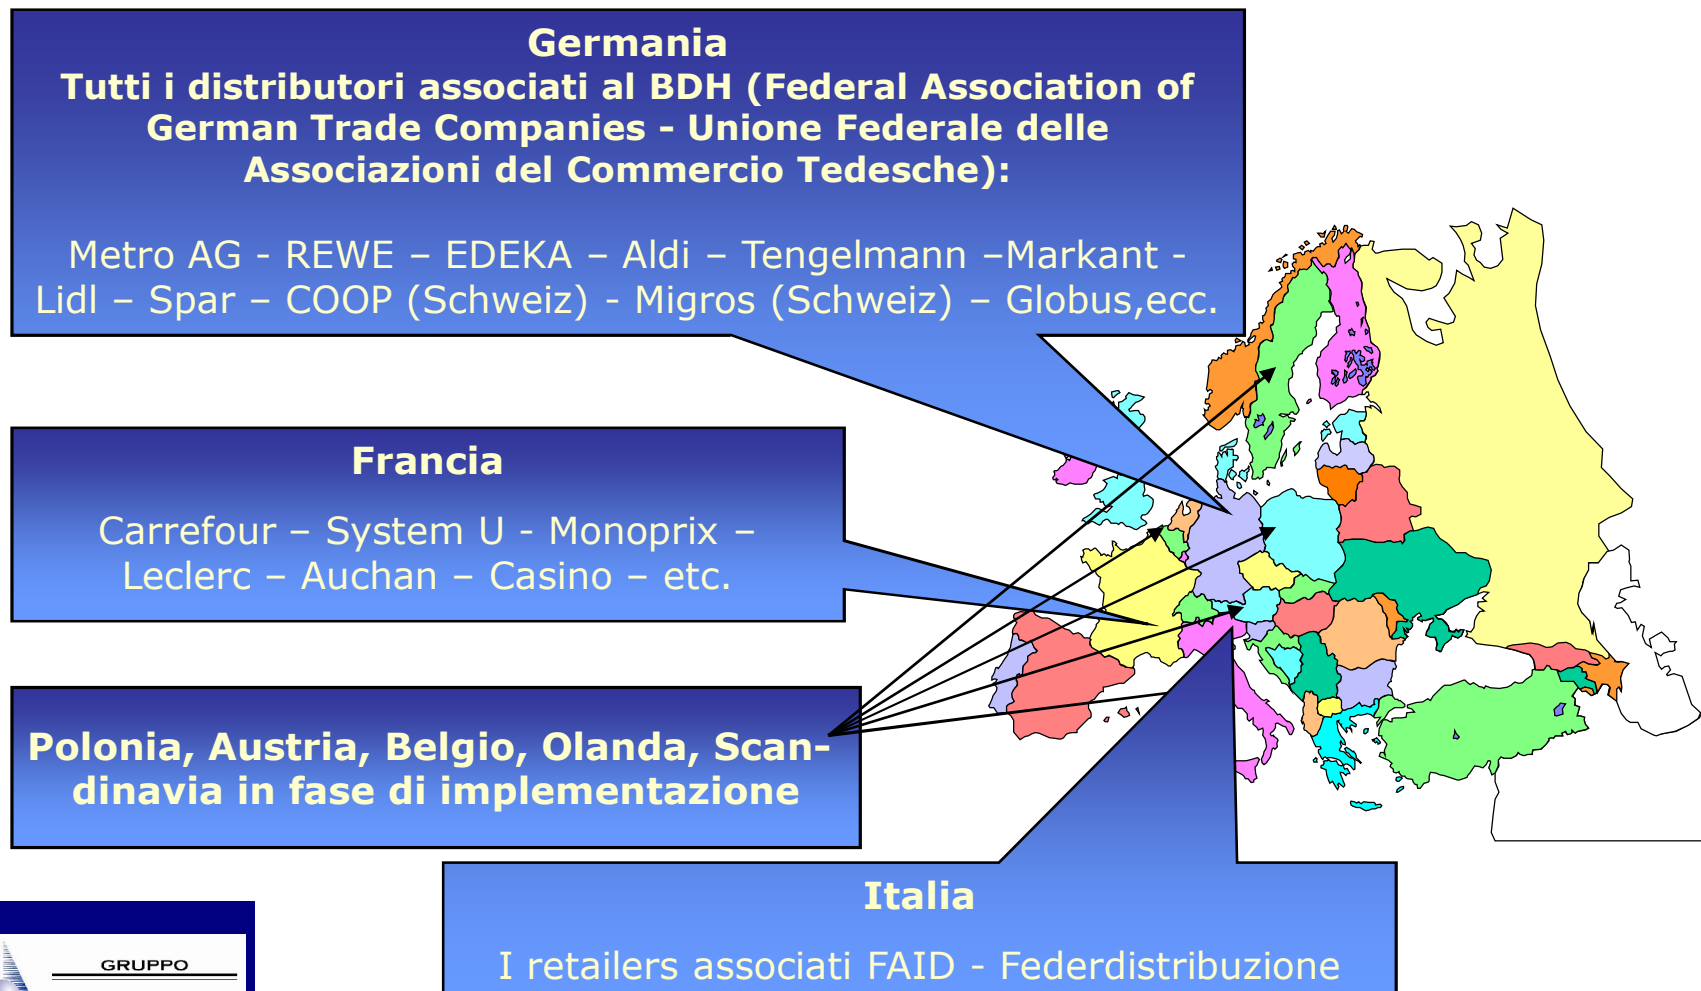 Germania
Tutti i distributori associati al BDH (Federal Association of
German Trade Companies - Unione Federale delle
Associazioni del Commercio Tedesche):
Metro AG - REWE – EDEKA – Aldi – Tengelmann –Markant -
Lidl – Spar – COOP (Schweiz) - Migros (Schweiz) – Globus,ecc.
Francia
Carrefour – System U - Monoprix –
Leclerc – Auchan – Casino – etc.
Polonia, Austria, Belgio, Olanda, Scan-
dinavia in fase di implementazione
Italia
I retailers associati FAID - Federdistribuzione
GRUPPO